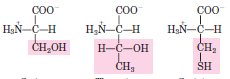 COO⁻ COO⁻ COO⁻
H₃N⁺—C—H H₃N⁺—C—H H₃N⁺—C—H
CH₂OH H—C—OH CH₂
CH₃ SH